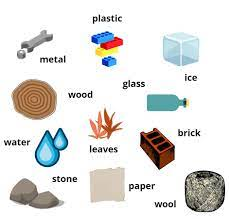 plastic
metal
ice
wood
glass
water
leaves
brick
stone
paper
wool